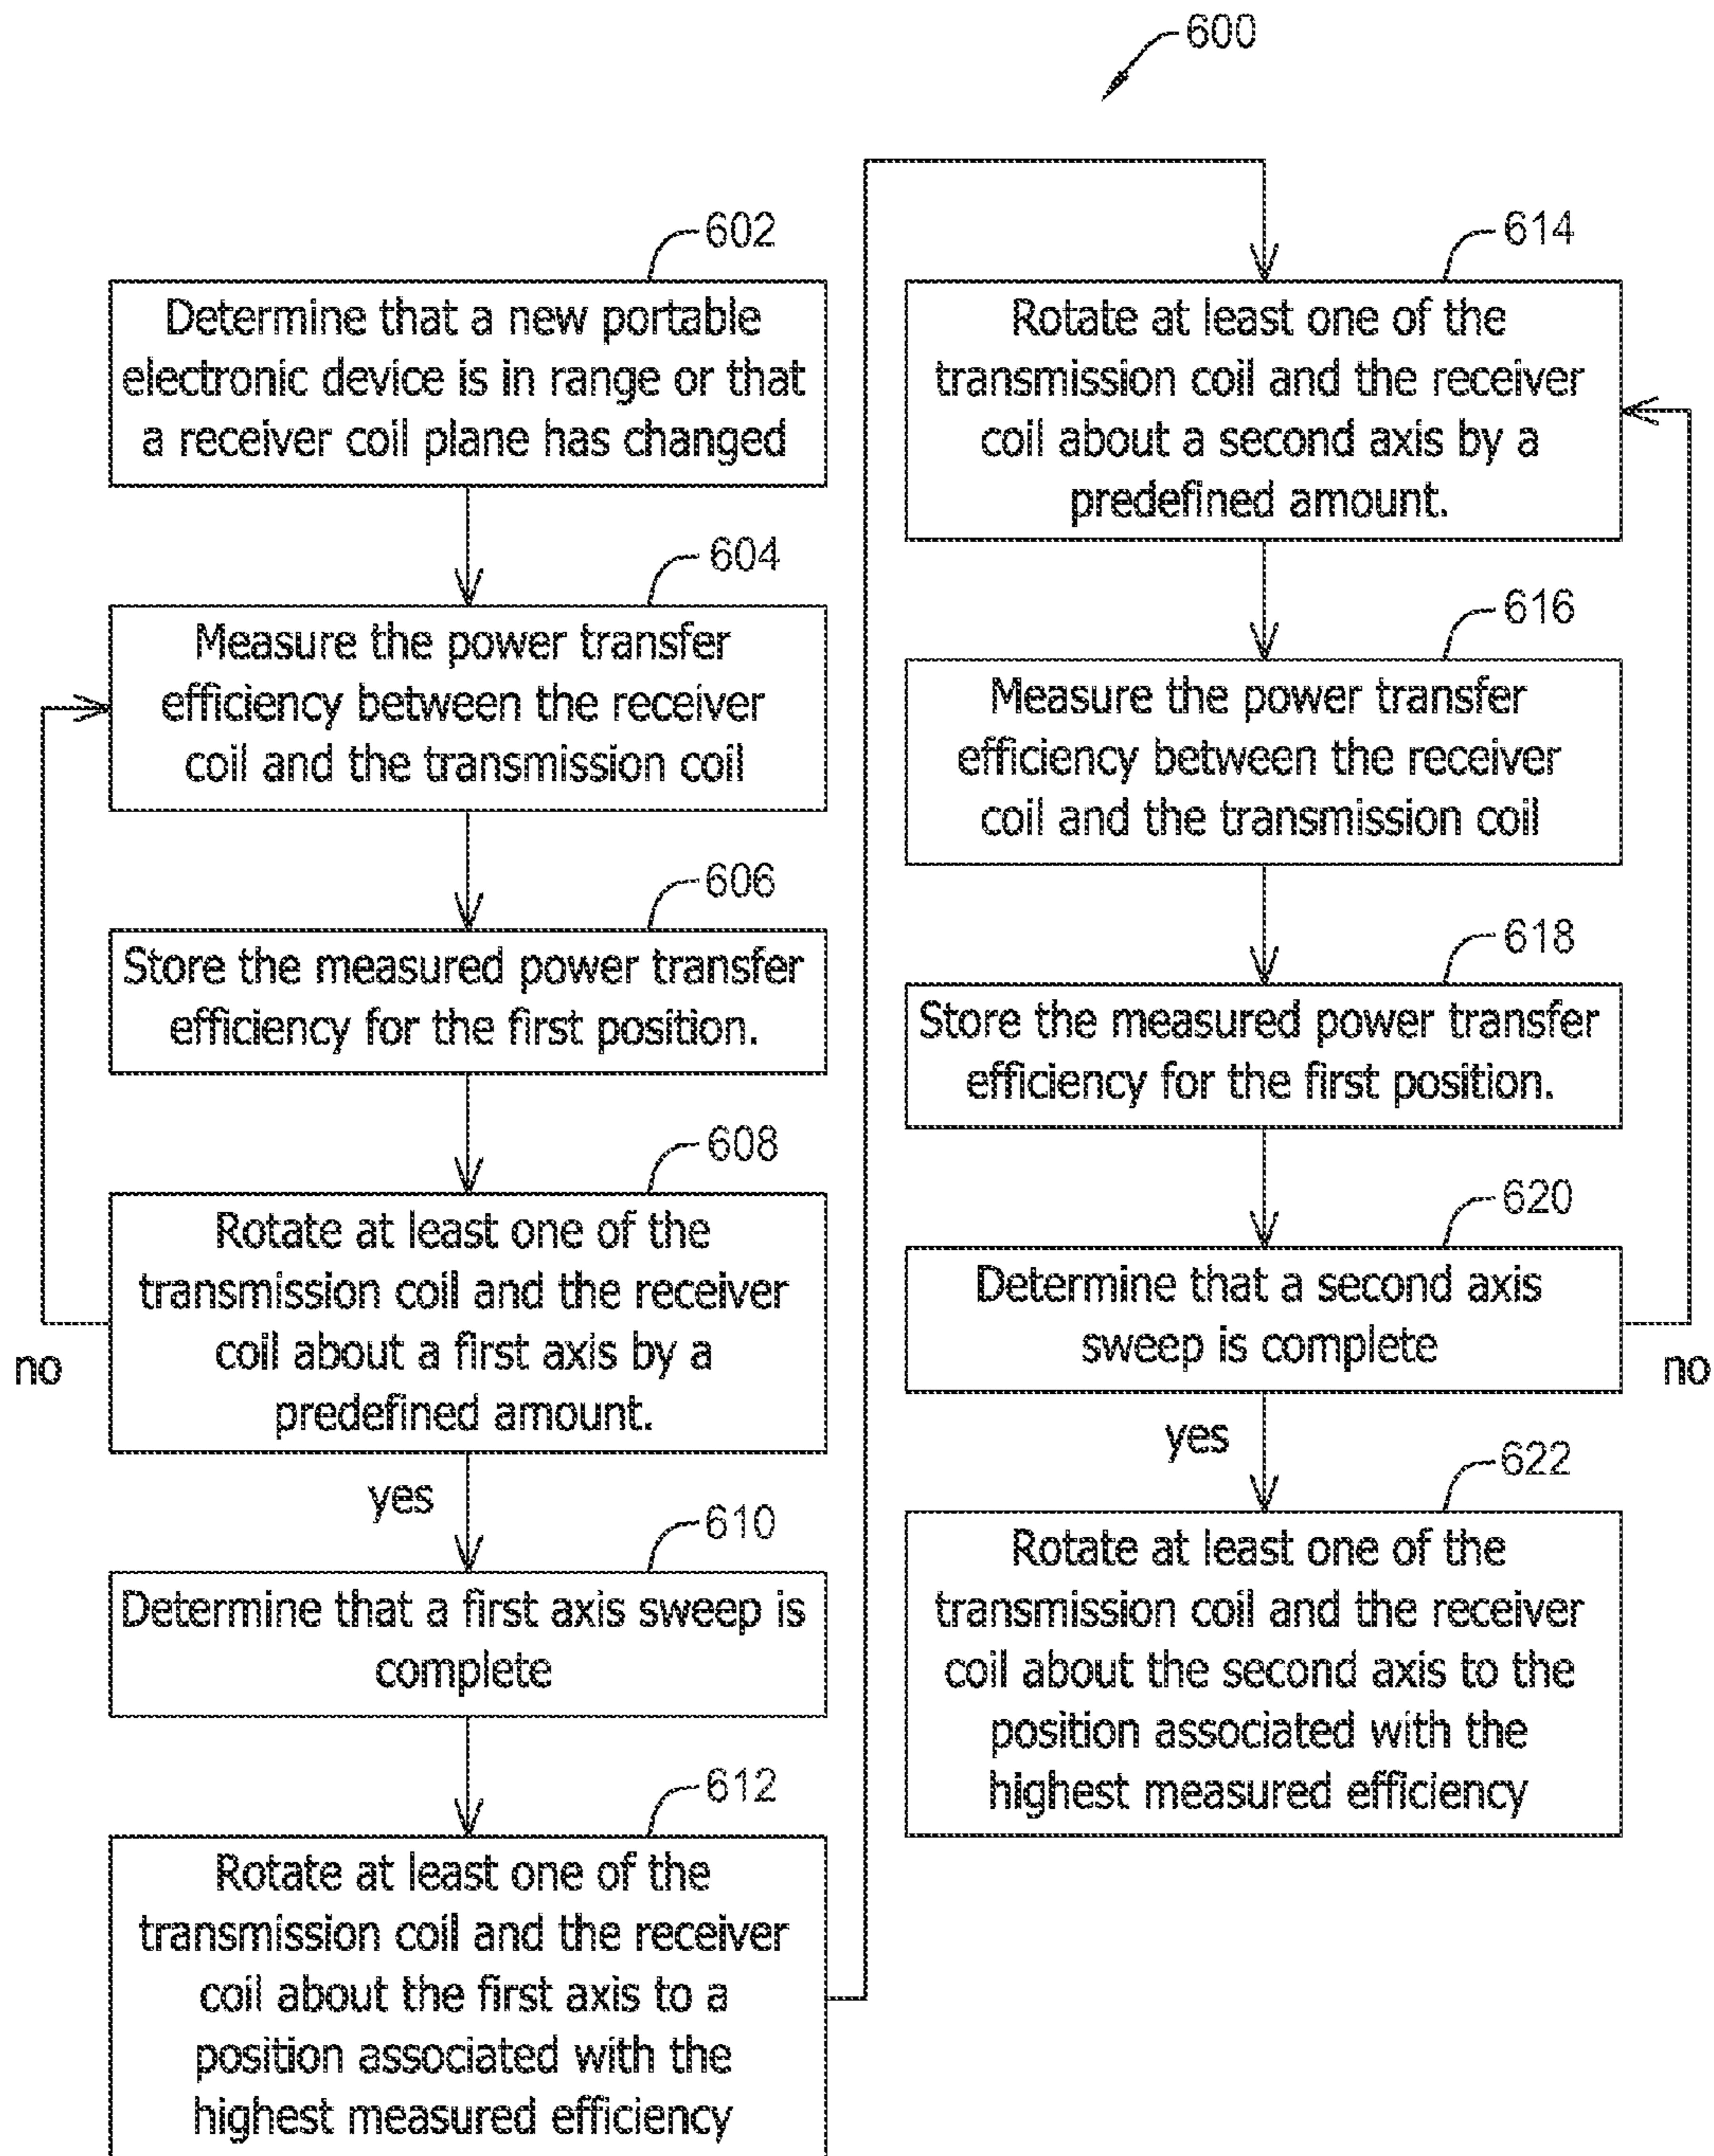 600
602
Determine that a new portable
electronic device is in range or that
a receiver coil plane has changed
604
Measure the power transfer
efficiency between the receiver
coil and the transmission coil
606
Store the measured power transfer
efficiency for the first position.
608
Rotate at least one of the
transmission coil and the receiver
coil about a first axis by a
predefined amount.
no
yes
610
Determine that a first axis sweep is
complete
612
Rotate at least one of the
transmission coil and the receiver
coil about the first axis to a
position associated with the
highest measured efficiency
614
Rotate at least one of the
transmission coil and the receiver
coil about a second axis by a
predefined amount.
616
Measure the power transfer
efficiency between the receiver
coil and the transmission coil
618
Store the measured power transfer
efficiency for the first position.
620
Determine that a second axis
sweep is complete
no
yes
622
Rotate at least one of the
transmission coil and the receiver
coil about the second axis to the
position associated with the
highest measured efficiency